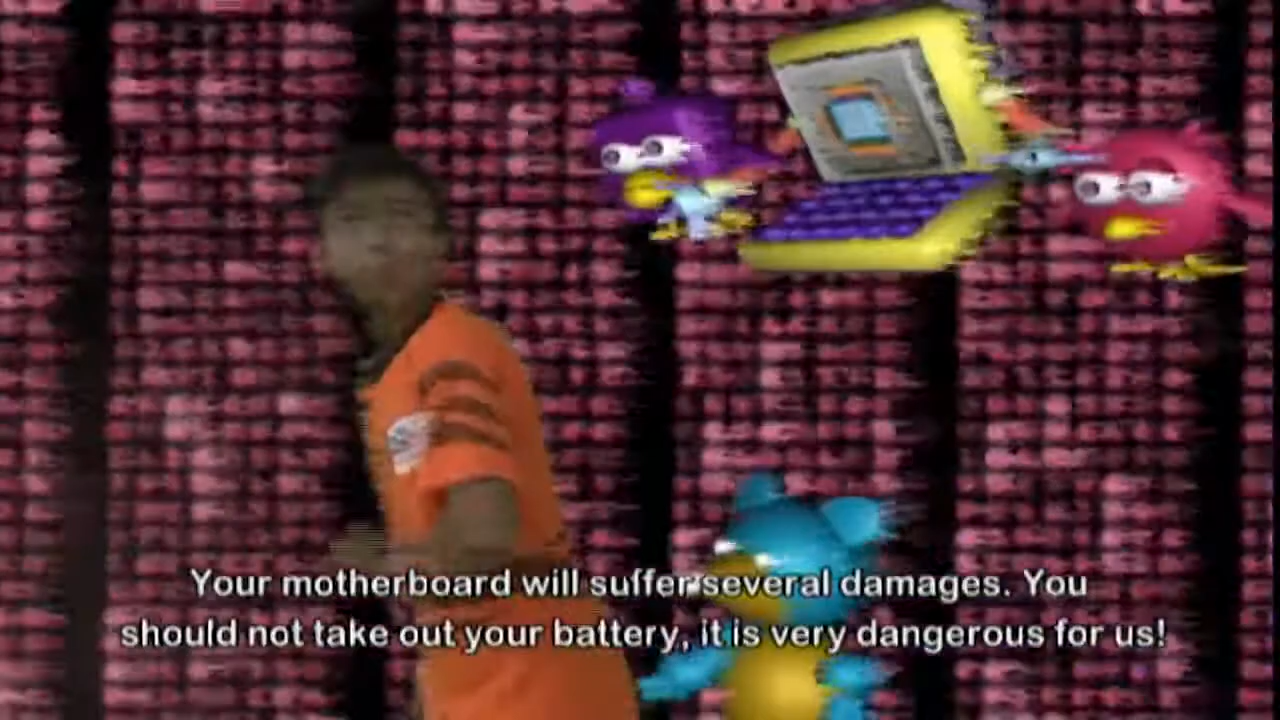 Your motherboard will suffer several damages. You
should not take out your battery, it is very dangerous for us!